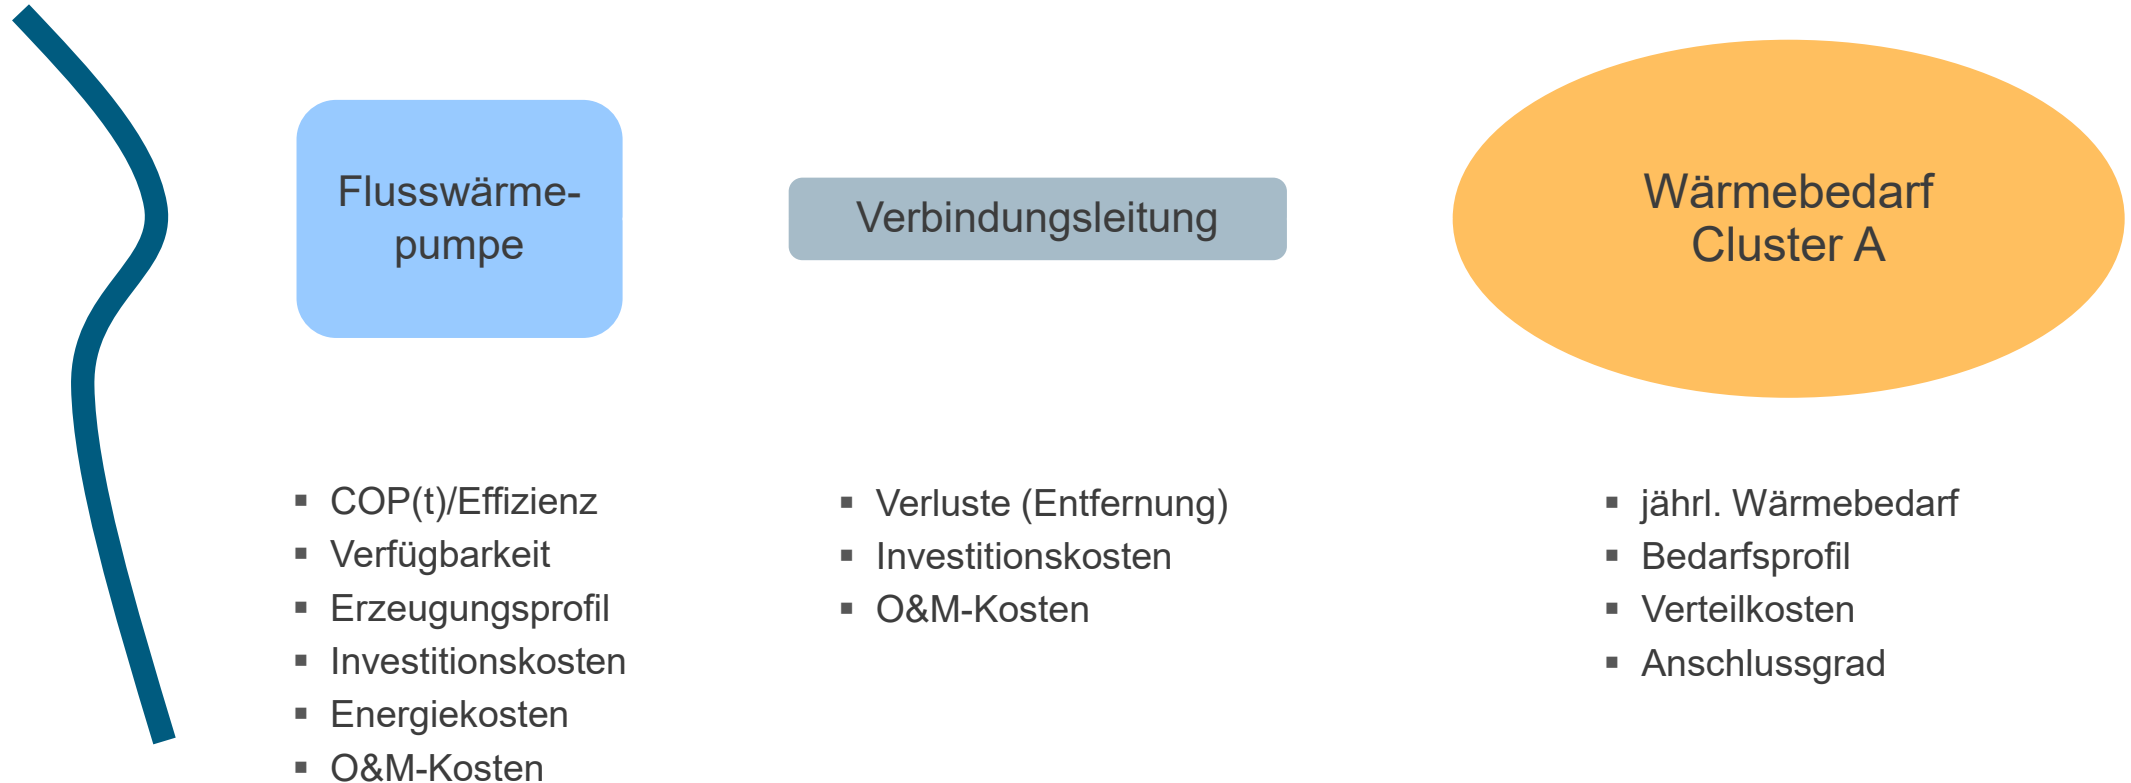 Flusswärme-
pumpe
Verbindungsleitung
Wärmebedarf
Cluster A
▪ COP(t)/Effizienz
▪ Verfügbarkeit
▪ Erzeugungsprofil
▪ Investitionskosten
▪ Energiekosten
▪ O&M-Kosten
▪ Verluste (Entfernung)
▪ Investitionskosten
▪ O&M-Kosten
▪ jährl. Wärmebedarf
▪ Bedarfsprofil
▪ Verteilkosten
▪ Anschlussgrad